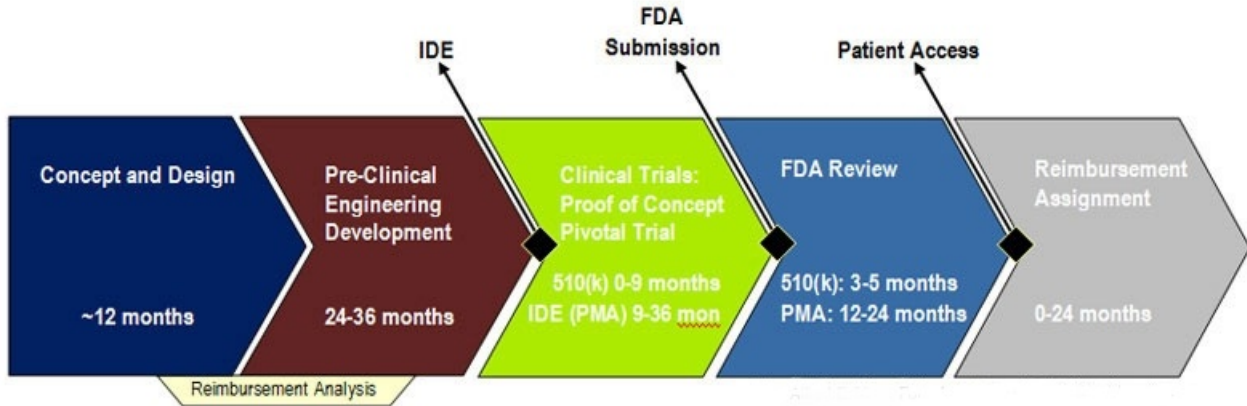 IDE
FDA
Submission
Patient Access
Concept and Design
~12 months
Pre-Clinical
Engineering
Development
24-36 months
Clinical Trials:
Proof of Concept
Pivotal Trial
510(k) 0-9 months
IDE (PMA) 9-36 mon
FDA Review
510(k): 3-5 months
PMA: 12-24 months
Reimbursement
Assignment
0-24 months
Reimbursement Analysis